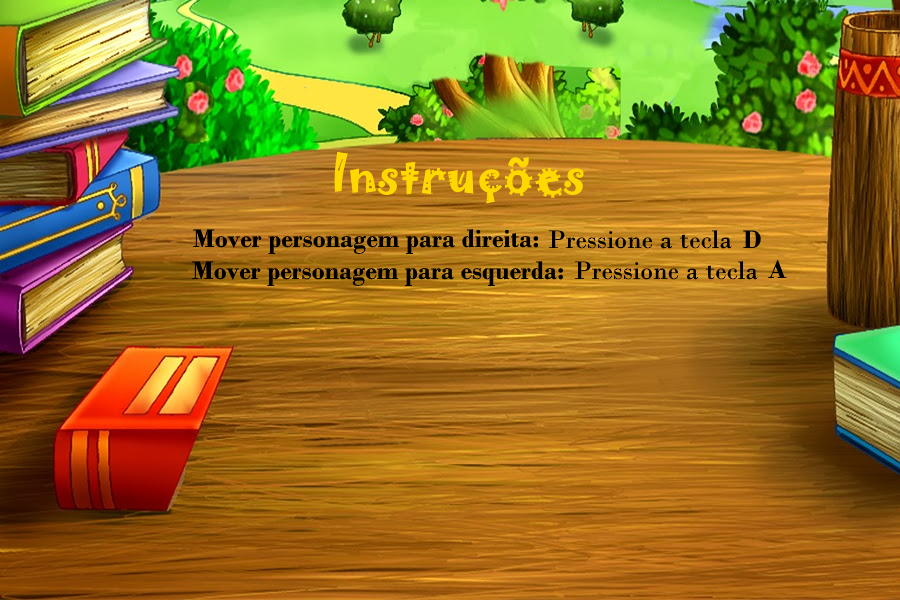 Instruções
Mover personagem para direita: Pressione a tecla D
Mover personagem para esquerda: Pressione a tecla A